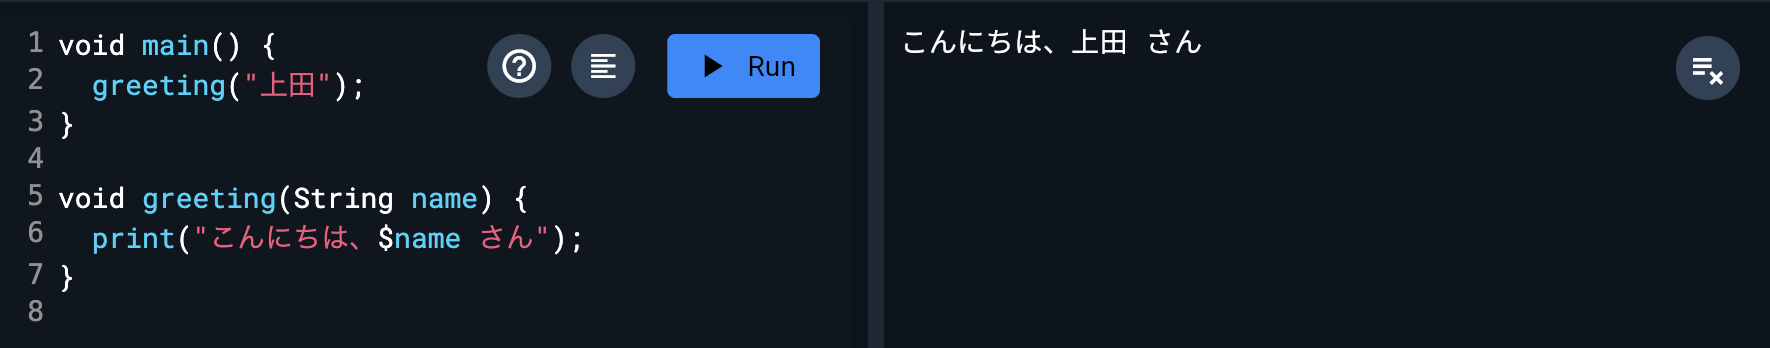 1 void main() {
2   greeting("上田");
3 }
4
5 void greeting(String name) {
6   print("こんにちは、$name さん");
7 }
8
Run
こんにちは、上田 さん